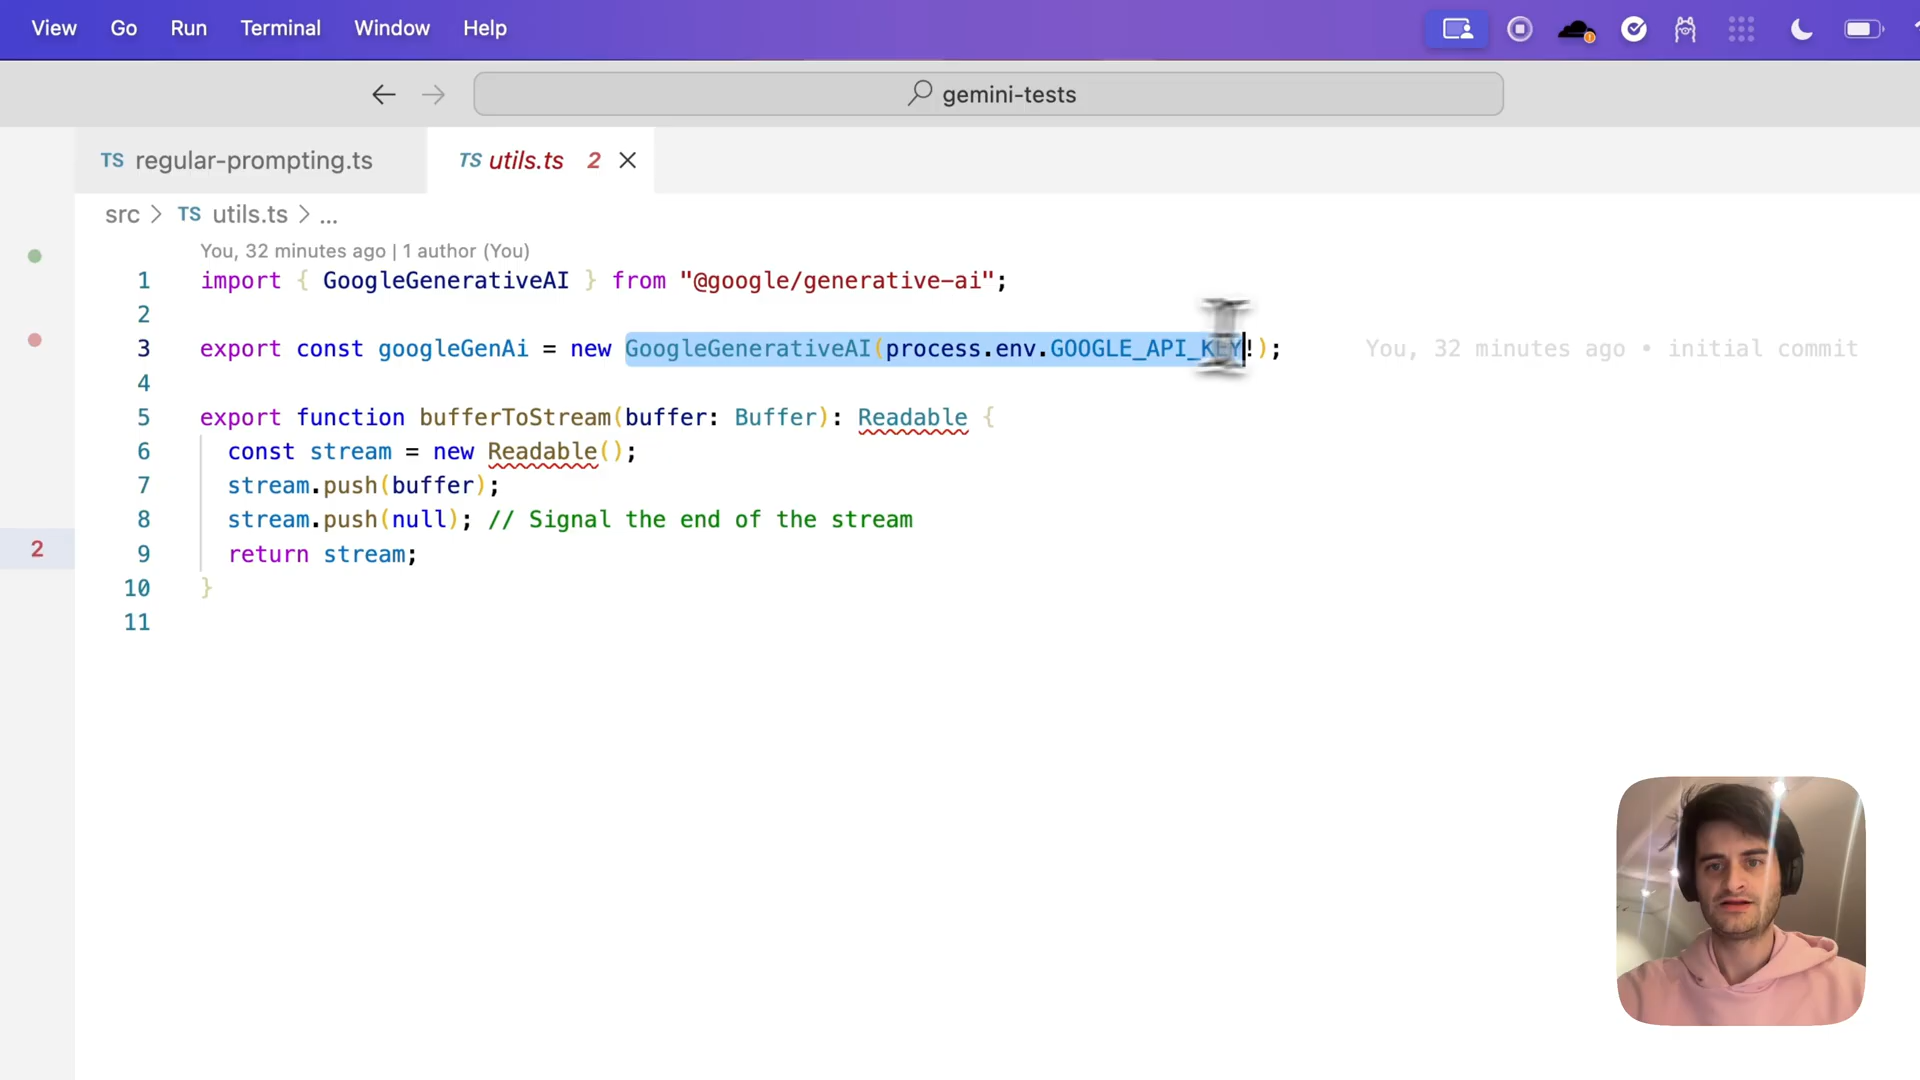 View Go Run Terminal Window Help
gemini-tests
TS regular-prompting.ts TS utils.ts 2
src > TS utils.ts > ...
You, 32 minutes ago | 1 author (You)
1 import { GoogleGenerativeAI } from "@google/generative-ai";
2
3 export const googleGenAi = new GoogleGenerativeAI(process.env.GOOGLE_API_KEY!); You, 32 minutes ago • initial commit
4
5 export function bufferToStream(buffer: Buffer): Readable {
6 const stream = new Readable();
7 stream.push(buffer);
8 stream.push(null); // Signal the end of the stream
2 9 return stream;
10 }
11